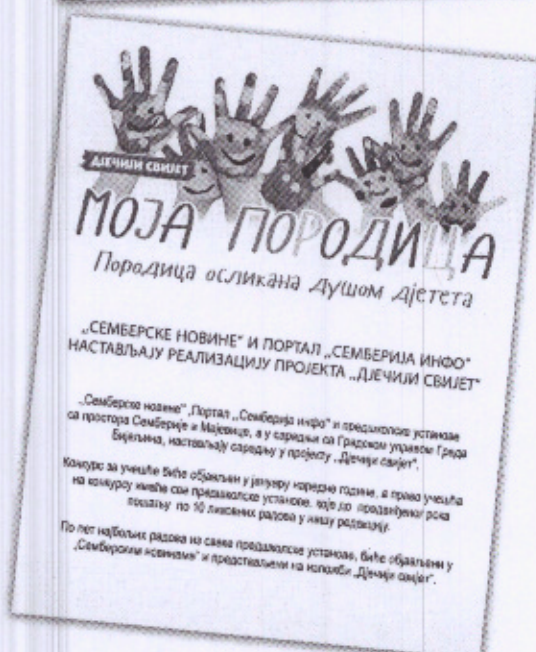 ДЈЕЧИЈИ СВИЈЕТ
МОЈА ПОРОДИЦА
Породица осликана душом дјетета
„СЕМБЕРСКЕ НОВИНЕ“ И ПОРТАЛ „СЕМБЕРИЈА ИНФО“
НАСТАВЉАЈУ РЕАЛИЗАЦИЈУ ПРОЈЕКТА „ДЈЕЧИЈИ СВИЈЕТ“
„Семберске новине“ ,Портал „Семберија инфо“ и предшколске установе
са простора Семберије и Мајевице, а у сарадњи са Градском управом Града
Бијељина, настављају сарадњу у пројекту „Дјечији свијет“.
Конкурс за учешће биће објављен у јануару наредне године, а право учешћа
на конкурсу имаће све предшколске установе, које до предвиђеног рока
пошаљу по 10 ликовних радова у нашу редакцију.
По пет најбољих радова из сваке предшколске установе, биће објављени у
„Семберским новинама“ и представљени на изложби „Дјечији свијет“.